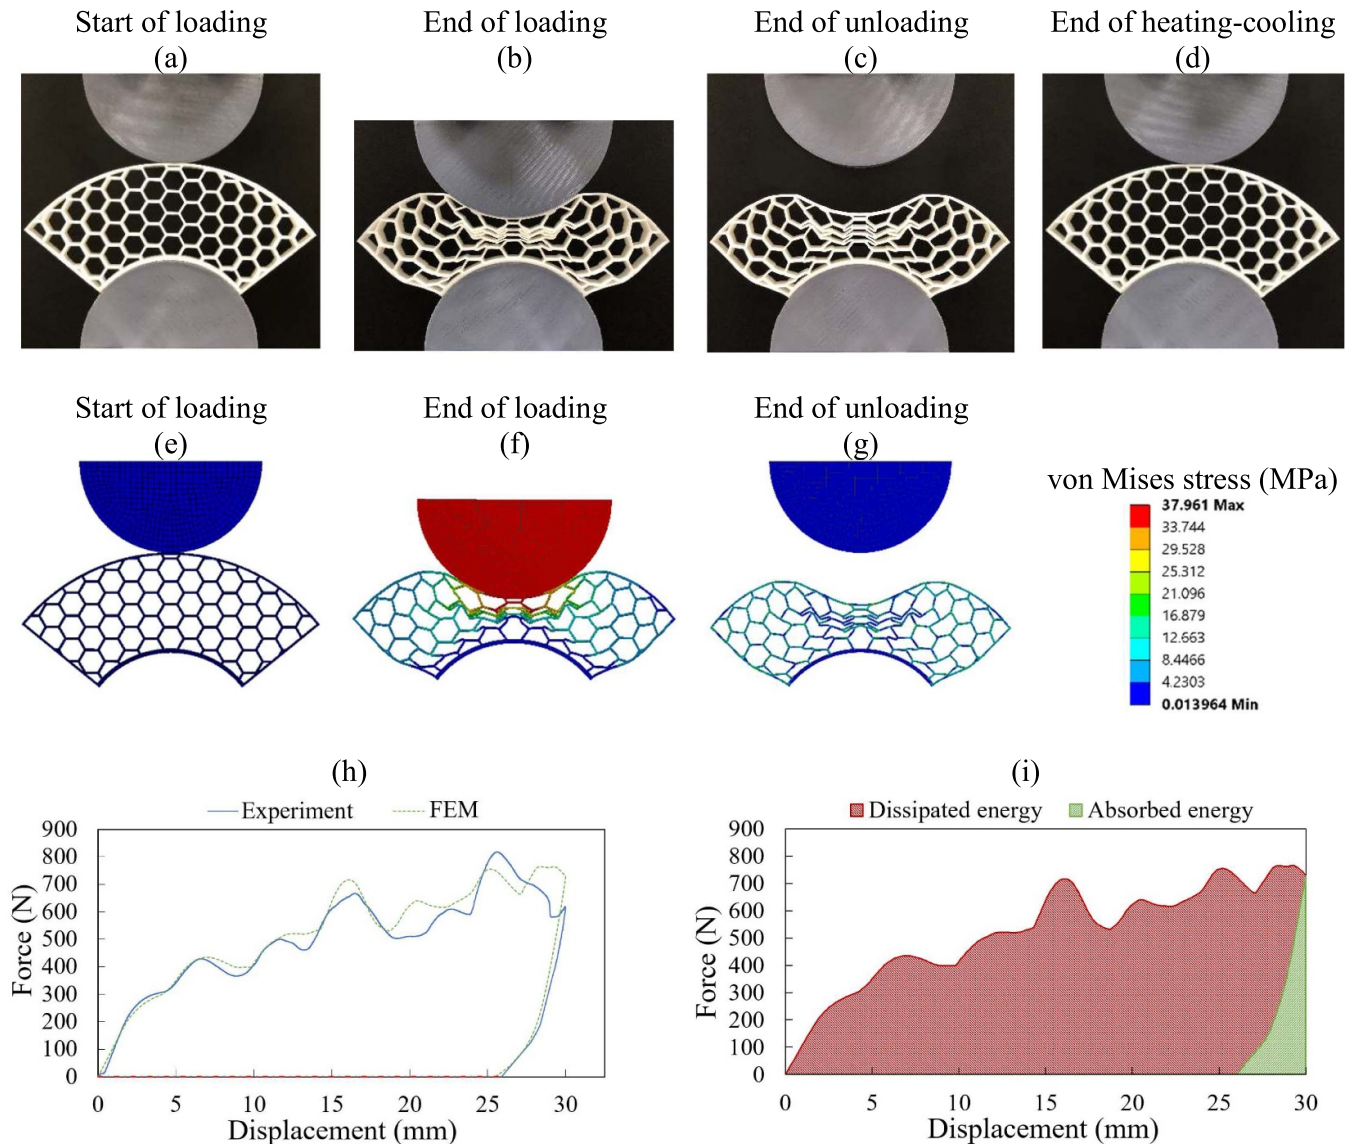 Start of loading
(a)
End of loading
(b)
End of unloading
(c)
End of heating-cooling
(d)
Start of loading
(e)
End of loading
(f)
End of unloading
(g)
von Mises stress (MPa)
37.961 Max
33.744
29.528
25.312
21.096
16.879
12.663
8.4466
4.2303
0.013964 Min
(h)
Experiment
FEM
900
800
700
600
500
400
300
200
100
0
Force (N)
0 5 10 15 20 25 30
Displacement (mm)
(i)
Dissipated energy
Absorbed energy
900
800
700
600
500
400
300
200
100
0
Force (N)
0 5 10 15 20 25 30
Displacement (mm)